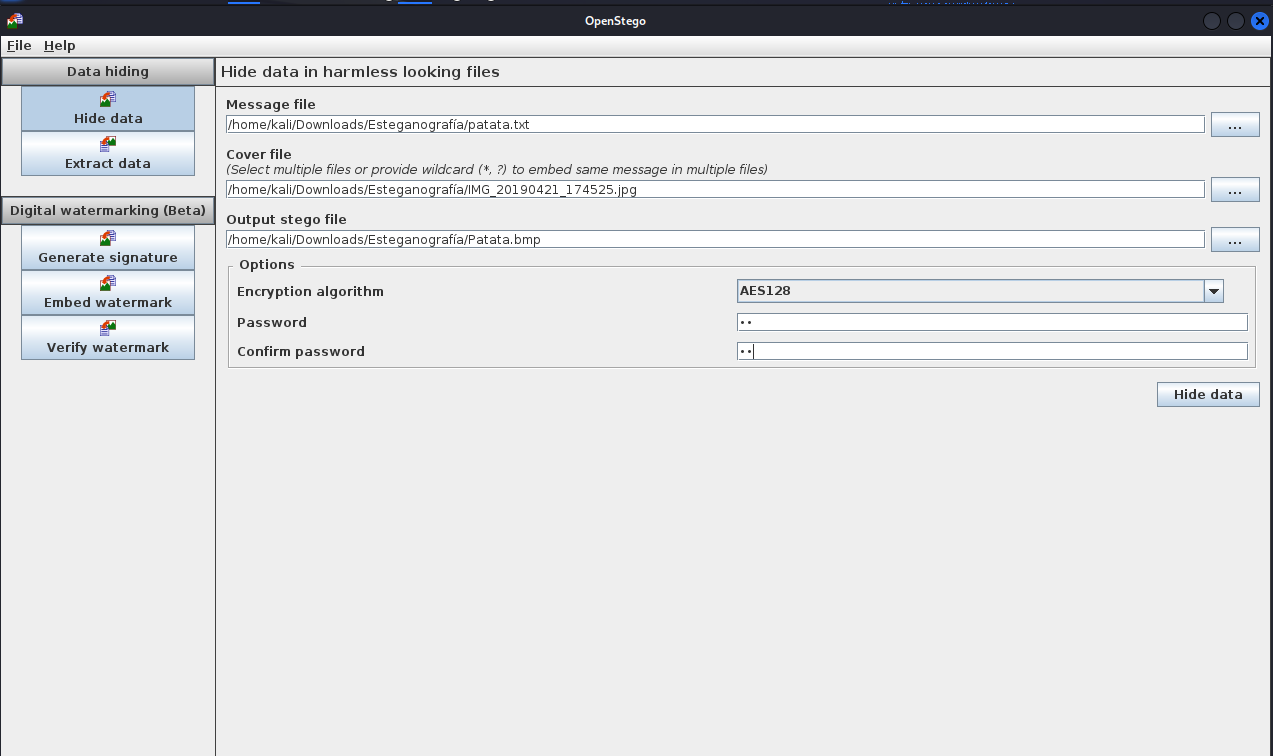 OpenStego
File Help
Data hiding
Hide data
Extract data
Digital watermarking (Beta)
Generate signature
Embed watermark
Verify watermark
Hide data in harmless looking files
Message file
/home/kali/Downloads/Esteganografía/patata.txt
...
Cover file
(Select multiple files or provide wildcard (*, ?) to embed same message in multiple files)
/home/kali/Downloads/Esteganografía/IMG_20190421_174525.jpg
...
Output stego file
/home/kali/Downloads/Esteganografía/Patata.bmp
...
Options
Encryption algorithm
AES128
Password
••
Confirm password
••
Hide data